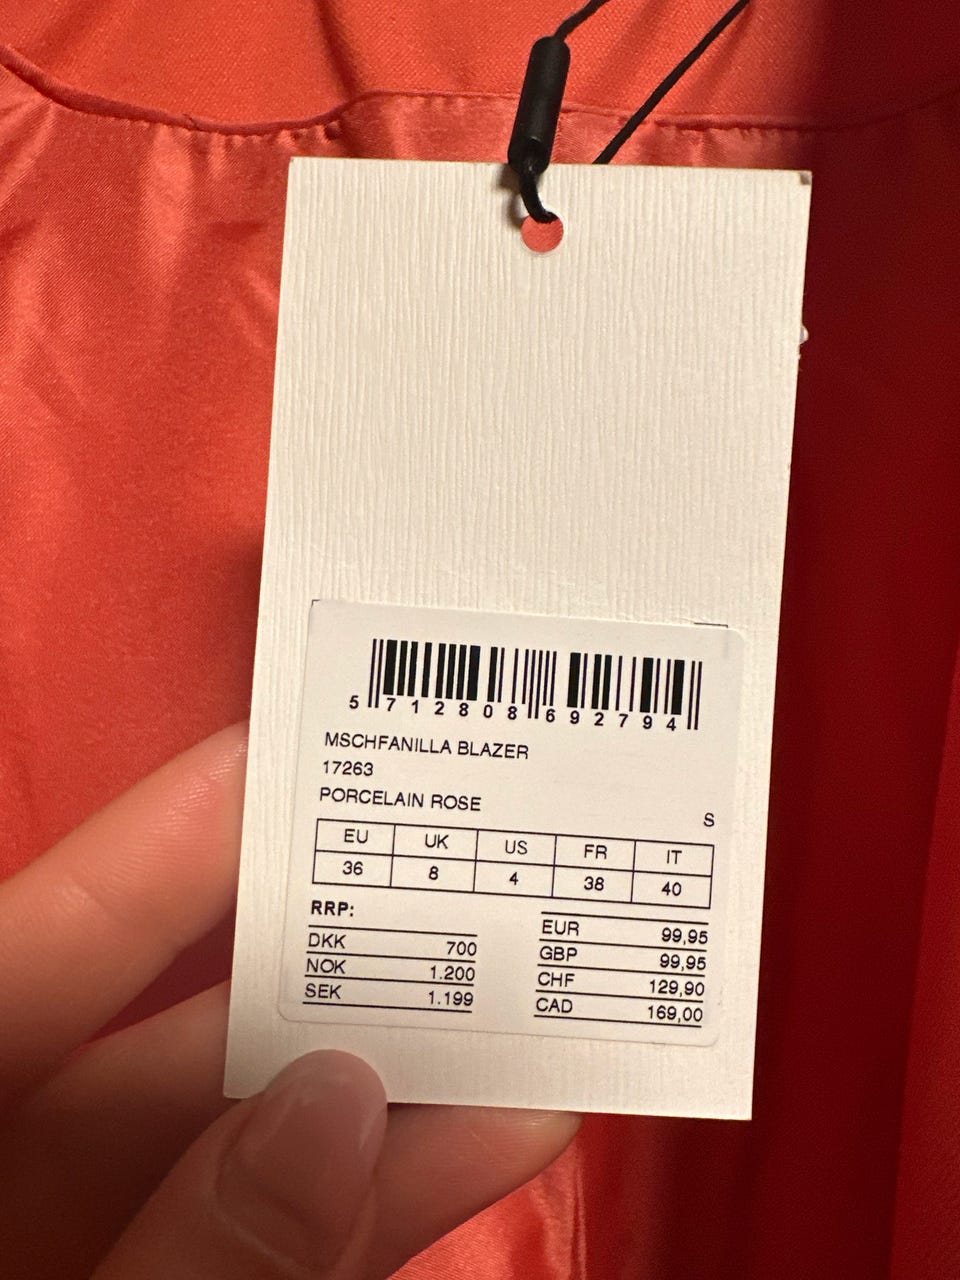 5 712808 692794
MSCHFANILLA BLAZER
17263
PORCELAIN ROSE
S
EU UK US FR IT
36 8 4 38 40
RRP:
DKK 700
NOK 1.200
SEK 1.199
EUR 99,95
GBP 99,95
CHF 129,90
CAD 169,00